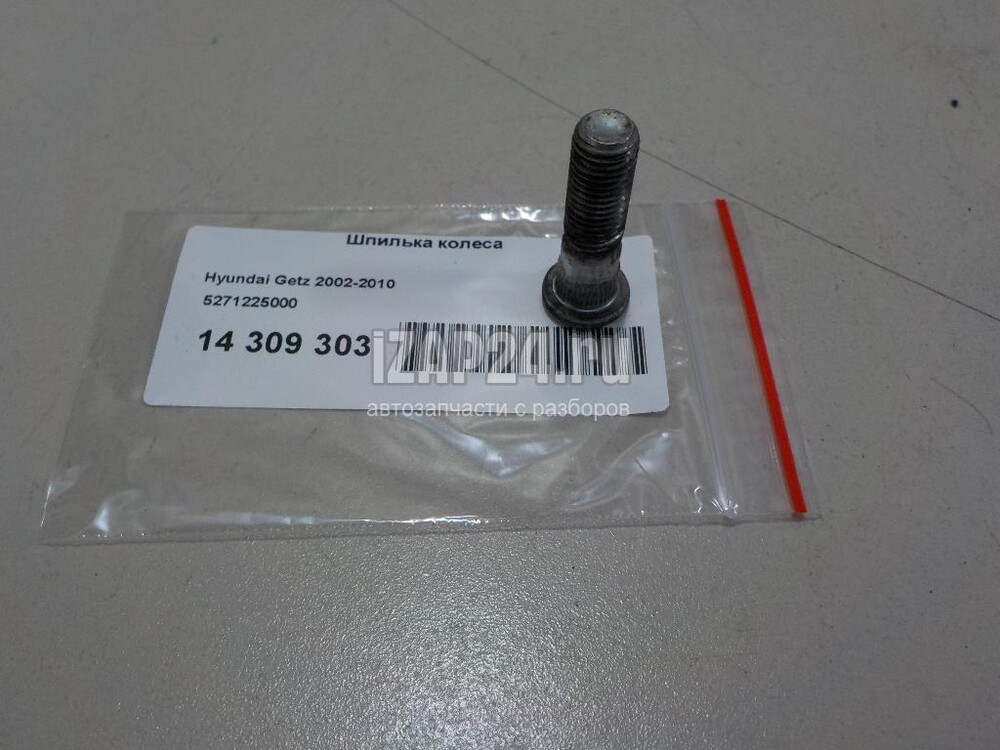 Шпилька колеса
Hyundai Getz 2002-2010
5271225000
14 309 303
iZAP24.ru
автозапчасти с разборов